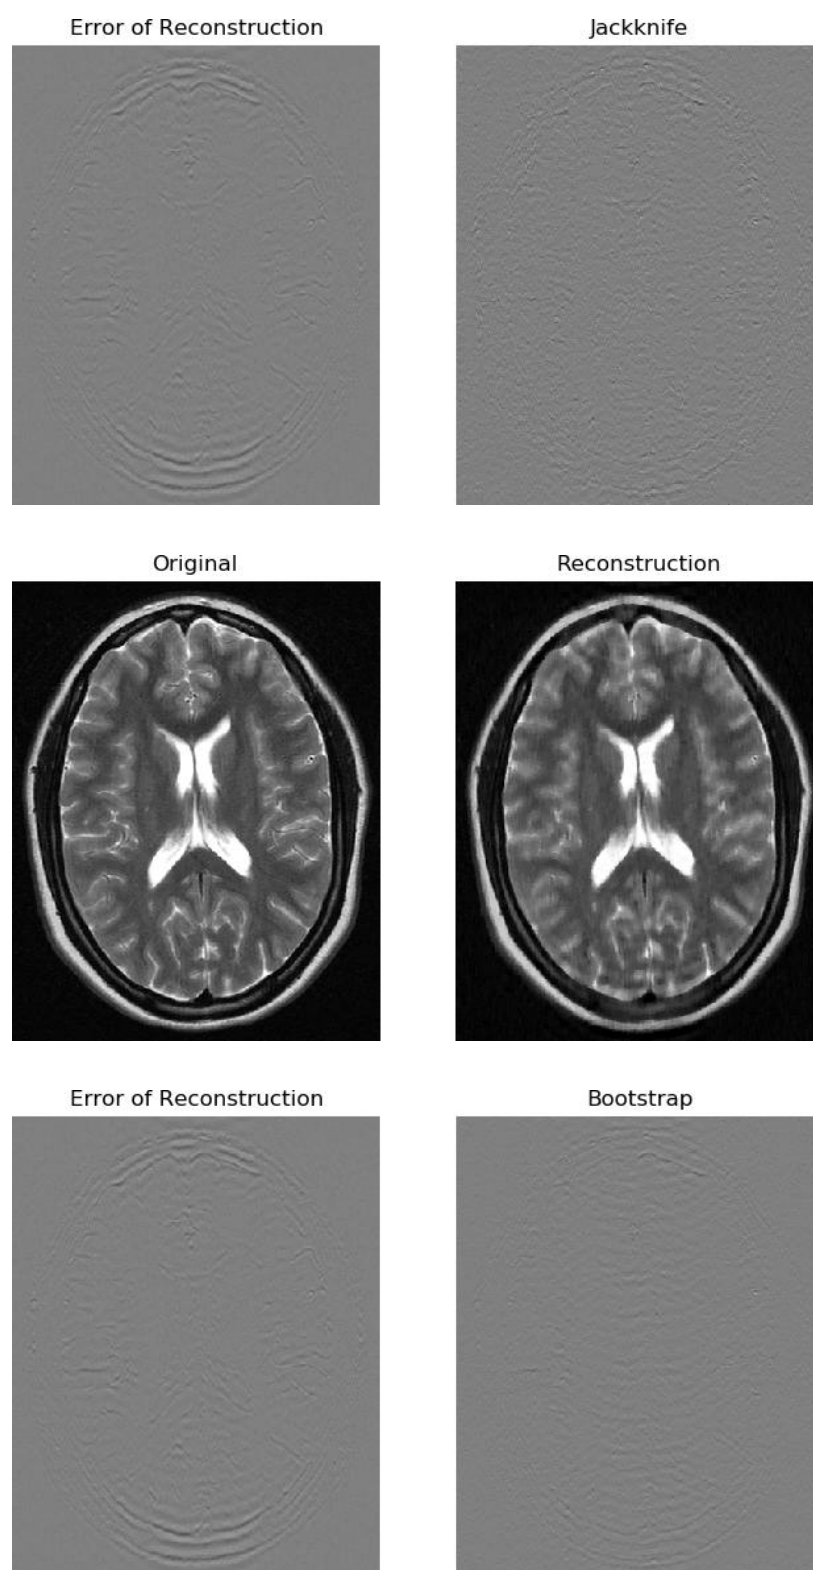 Error of Reconstruction
Jackknife
Original
Reconstruction
Error of Reconstruction
Bootstrap